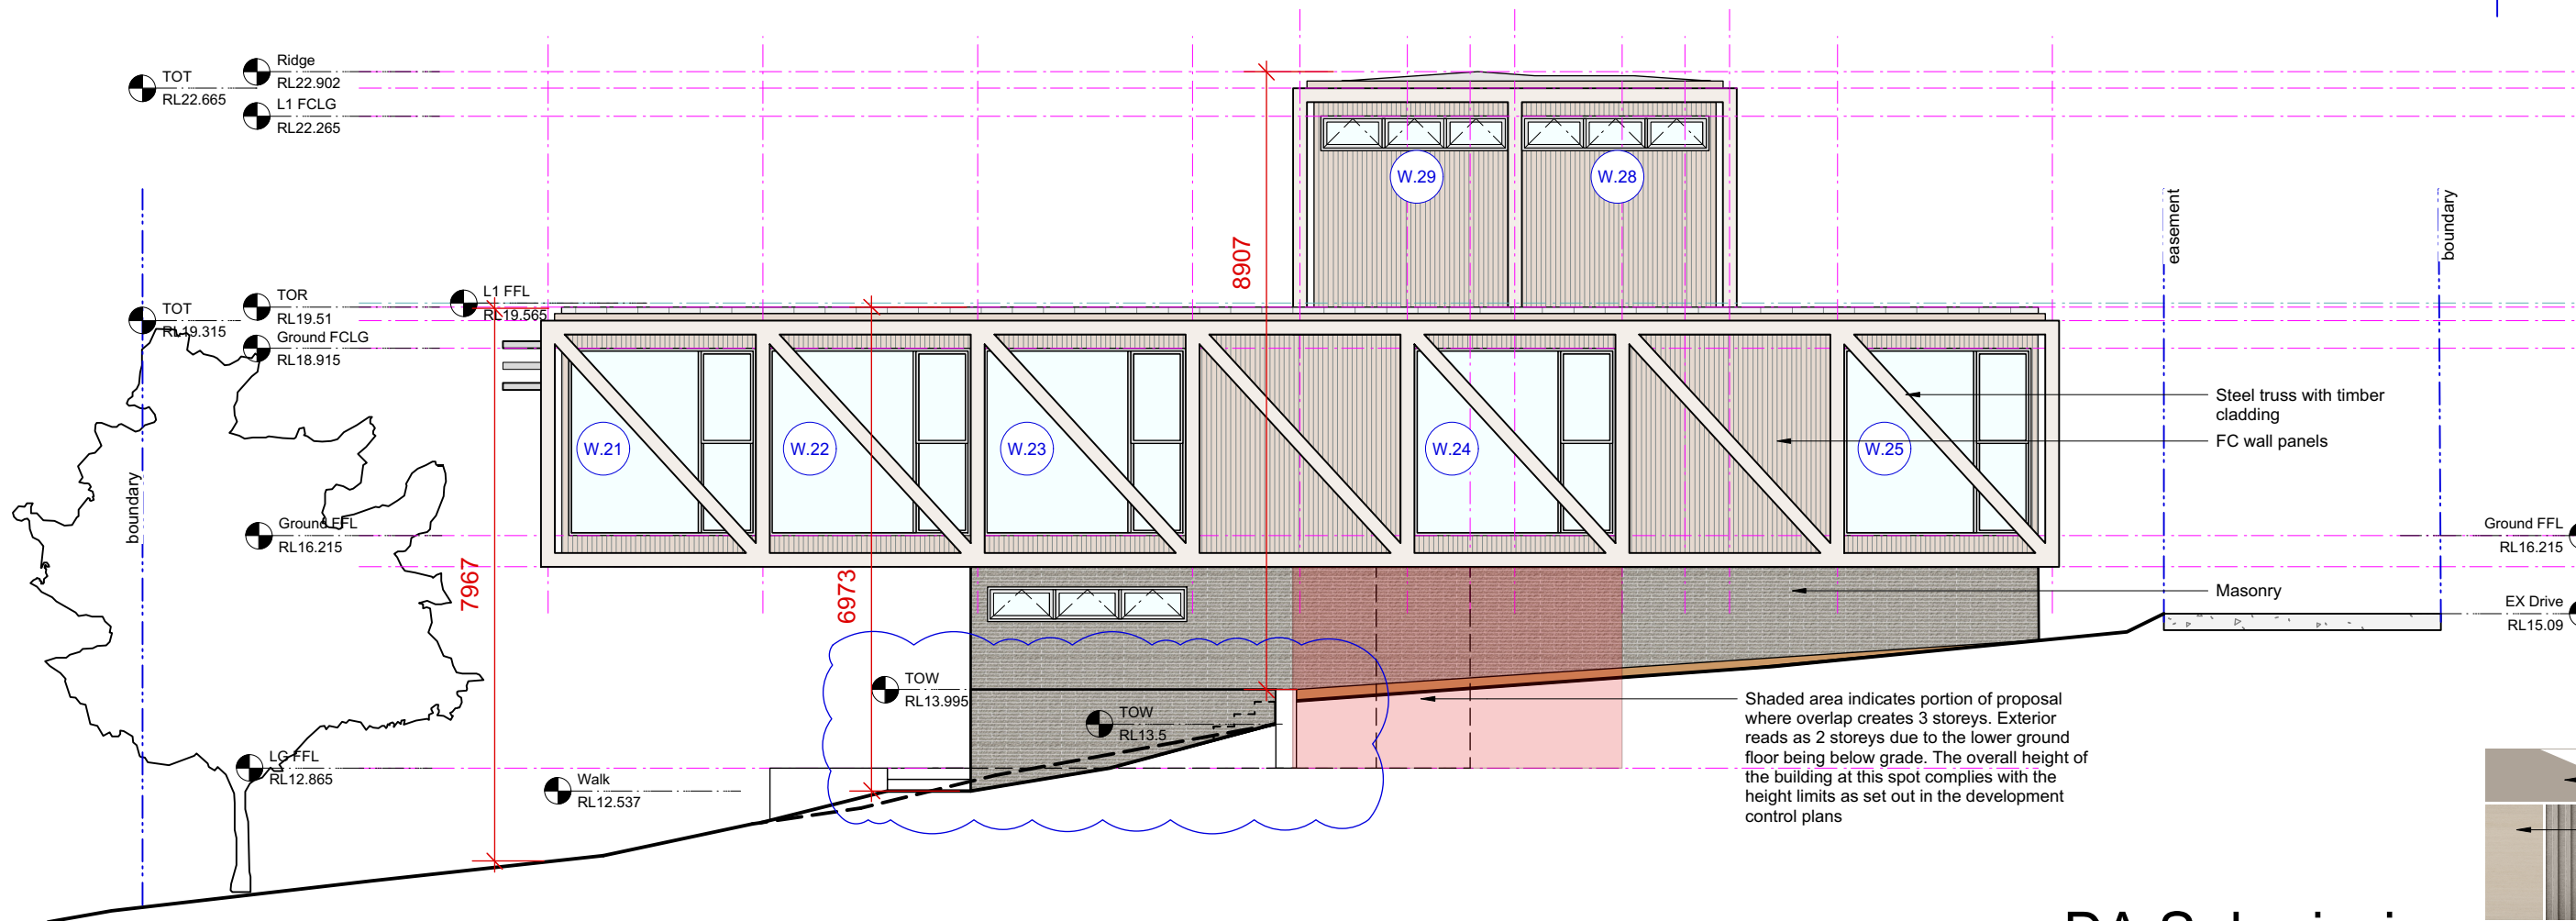 TOT
RL22.665
Ridge
RL22.902
L1 FCLG
RL22.265
W.29
W.28
easement
boundary
8907
TOT
RL19.315
TOR
RL19.51
Ground FCLG
RL18.915
L1 FFL
RL19.565
W.21
W.22
W.23
W.24
W.25
Steel truss with timber
cladding
FC wall panels
boundary
Ground FFL
RL16.215
Ground FFL
RL16.215
7967
6973
Masonry
EX Drive
RL15.09
TOW
RL13.995
TOW
RL13.5
Shaded area indicates portion of proposal
where overlap creates 3 storeys. Exterior
reads as 2 storeys due to the lower ground
floor being below grade. The overall height of
the building at this spot complies with the
height limits as set out in the development
control plans
LG FFL
RL12.865
Walk
RL12.537
DA